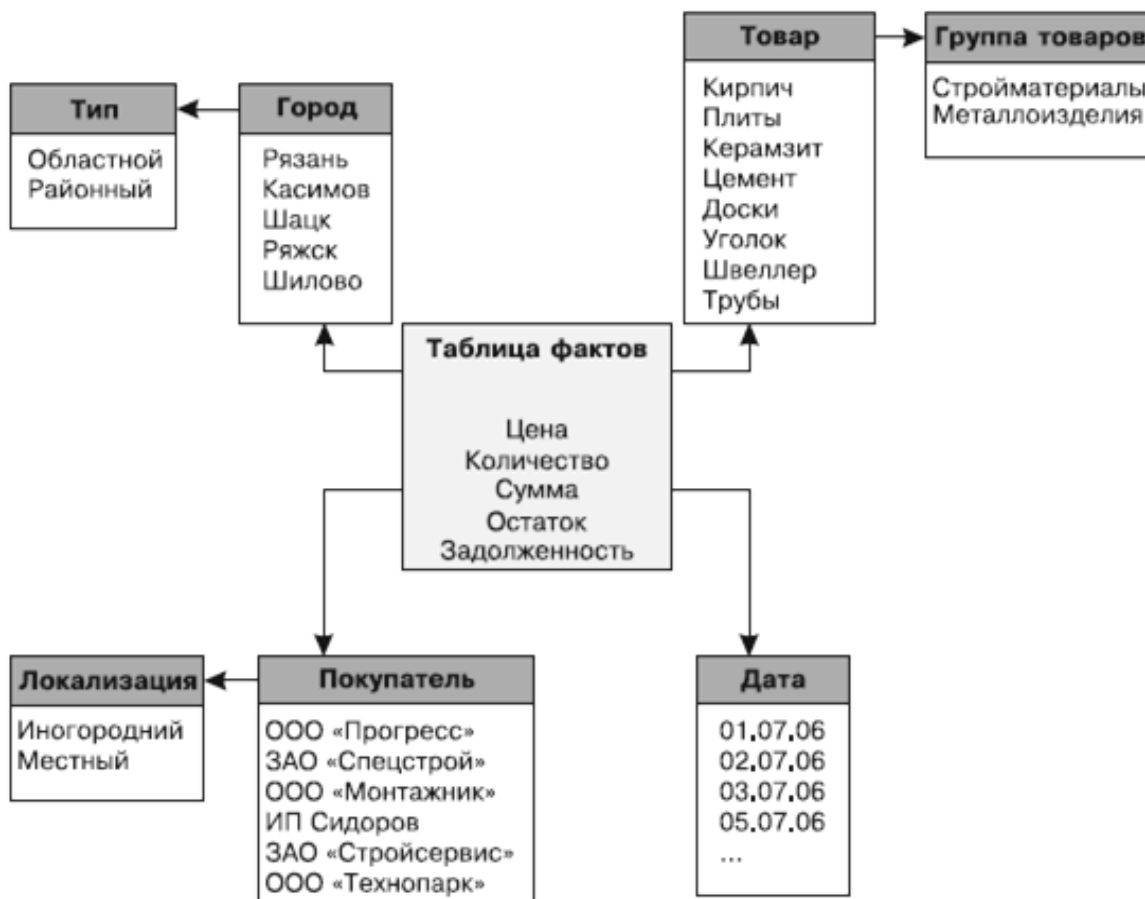 Товар
Кирпич
Плиты
Керамзит
Цемент
Доски
Уголок
Швеллер
Трубы
Группа товаров
Стройматериалы
Металлоизделия
Тип
Областной
Районный
Город
Рязань
Касимов
Шацк
Ряжск
Шилово
Таблица фактов
Цена
Количество
Сумма
Остаток
Задолженность
Локализация
Иногородний
Местный
Покупатель
ООО «Прогресс»
ЗАО «Спецстрой»
ООО «Монтажник»
ИП Сидоров
ЗАО «Стройсервис»
ООО «Технопарк»
Дата
01.07.06
02.07.06
03.07.06
05.07.06
...